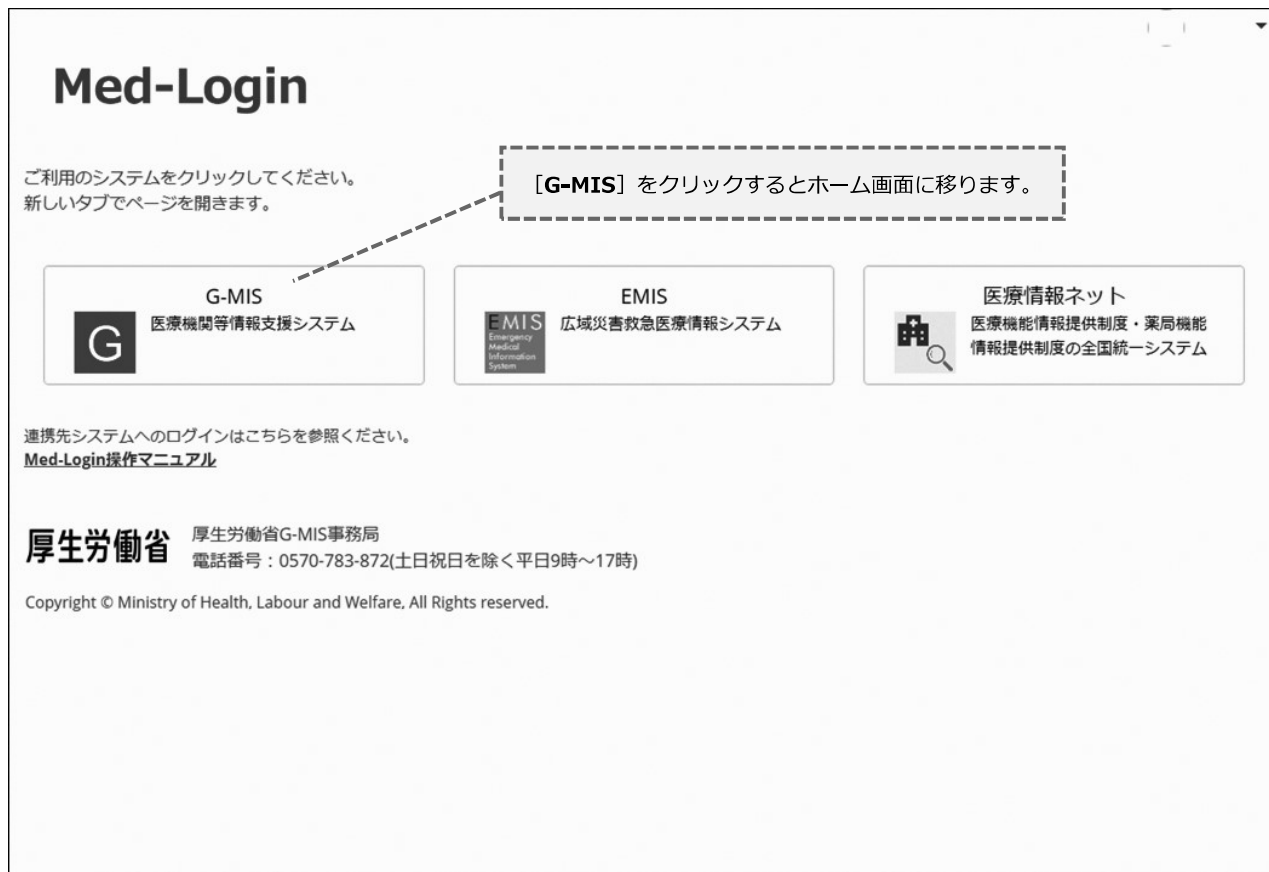 Med-Login
ご利用のシステムをクリックしてください。
新しいタブでページを開きます。
［G-MIS］をクリックするとホーム画面に移ります。
G-MIS
G
医療機関等情報支援システム
EMIS
EMIS
Emergency
Medical
Information
System
広域災害救急医療情報システム
医療情報ネット
医療機能情報提供制度・薬局機能
情報提供制度の全国統一システム
連携先システムへのログインはこちらを参照ください。
Med-Login操作マニュアル
厚生労働省
厚生労働省G-MIS事務局
電話番号：0570-783-872(土日祝日を除く平日9時～17時)
Copyright © Ministry of Health, Labour and Welfare, All Rights reserved.